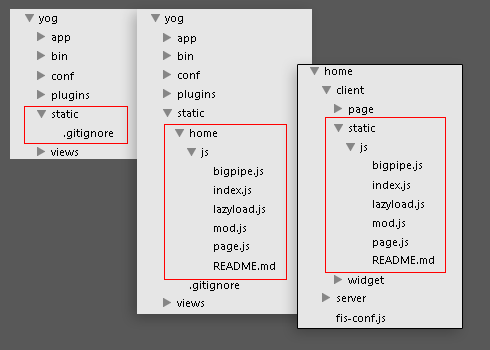 yog
app
bin
conf
plugins
static
.gitignore
views
yog
app
bin
conf
plugins
static
home
js
bigpipe.js
index.js
lazyload.js
mod.js
page.js
README.md
.gitignore
views
home
client
page
static
js
bigpipe.js
index.js
lazyload.js
mod.js
page.js
README.md
widget
server
fis-conf.js